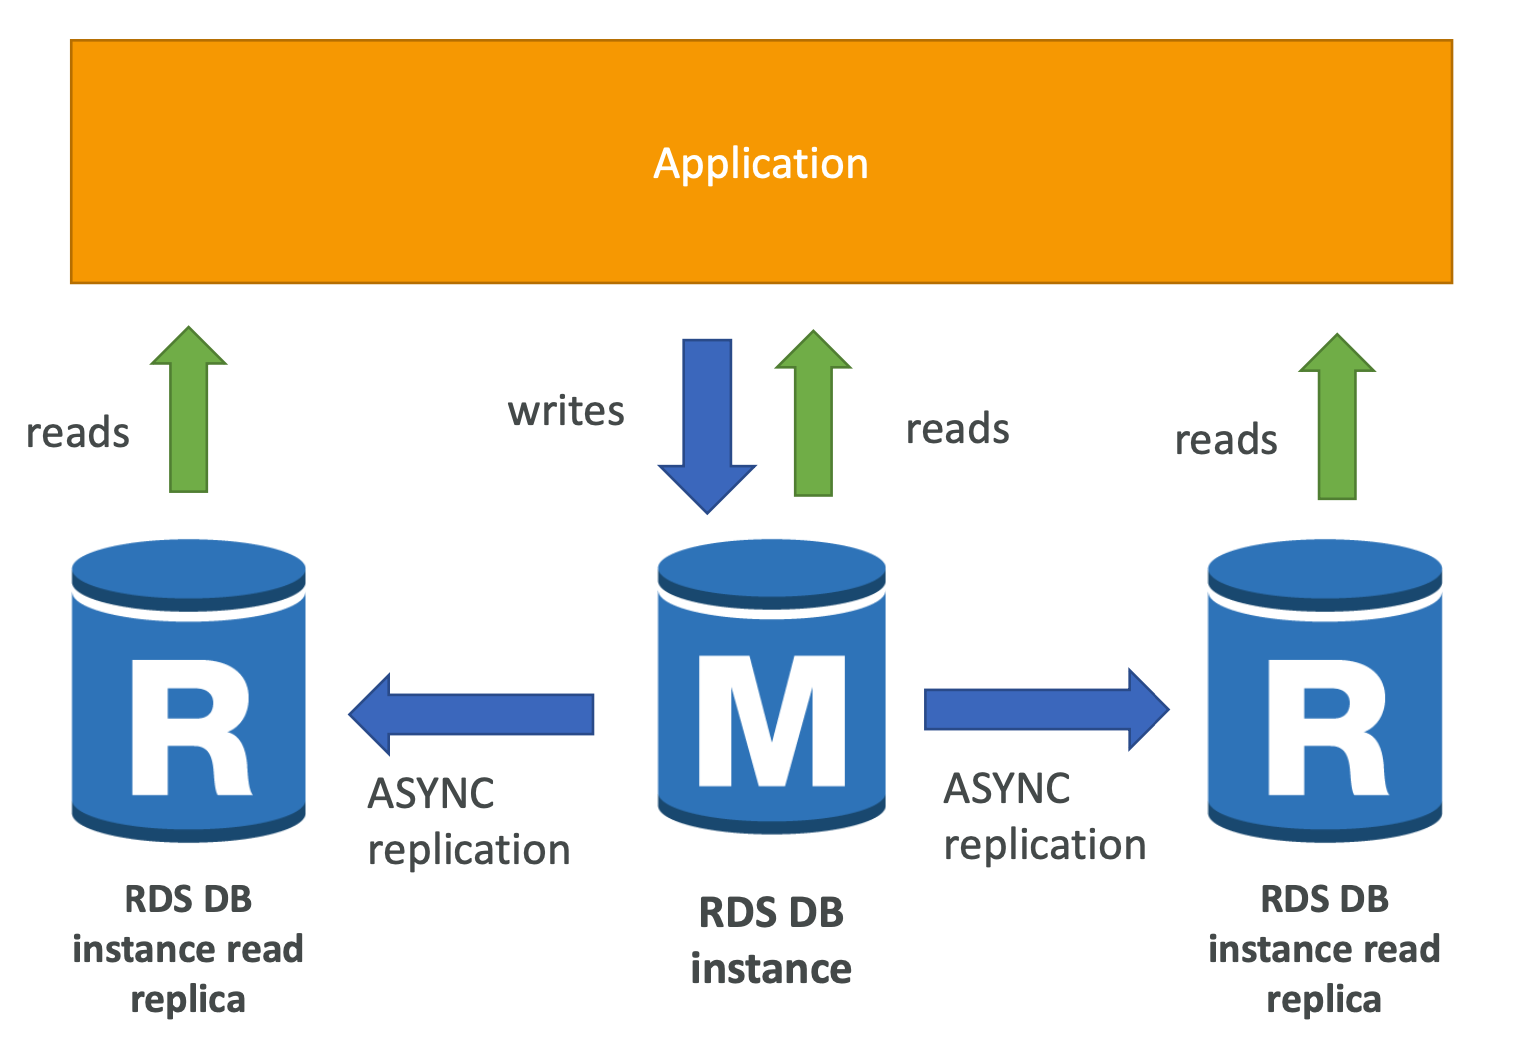 Application
reads
writes
reads
reads
R
M
R
ASYNC
replication
ASYNC
replication
RDS DB
instance read
replica
RDS DB
instance
RDS DB
instance read
replica